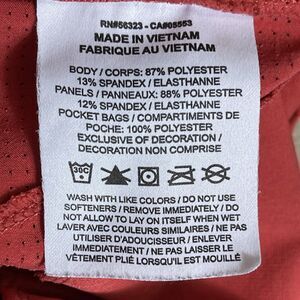 RN#56323 - CA#05553
MADE IN VIETNAM
FABRIQUE AU VIETNAM
BODY / CORPS: 87% POLYESTER
13% SPANDEX / ELASTHANNE
PANELS / PANNEAUX: 88% POLYESTER
12% SPANDEX / ELASTHANNE
POCKET BAGS / COMPARTIMENTS DE
POCHE: 100% POLYESTER
EXCLUSIVE OF DECORATION /
DECORATION NON COMPRISE
30C
WASH WITH LIKE COLORS / DO NOT USE
SOFTENERS / REMOVE IMMEDIATELY / DO
NOT ALLOW TO LAY ON ITSELF WHEN WET
LAVER AVEC COULEURS SIMILAIRES / NE PAS
UTILISER D'ADOUCISSEUR / ENLEVER
IMMÉDIATEMENT / NE PAS LAISSER LE
VÊTEMENT PLIÉ LORSQU'IL EST MOUILLÉ